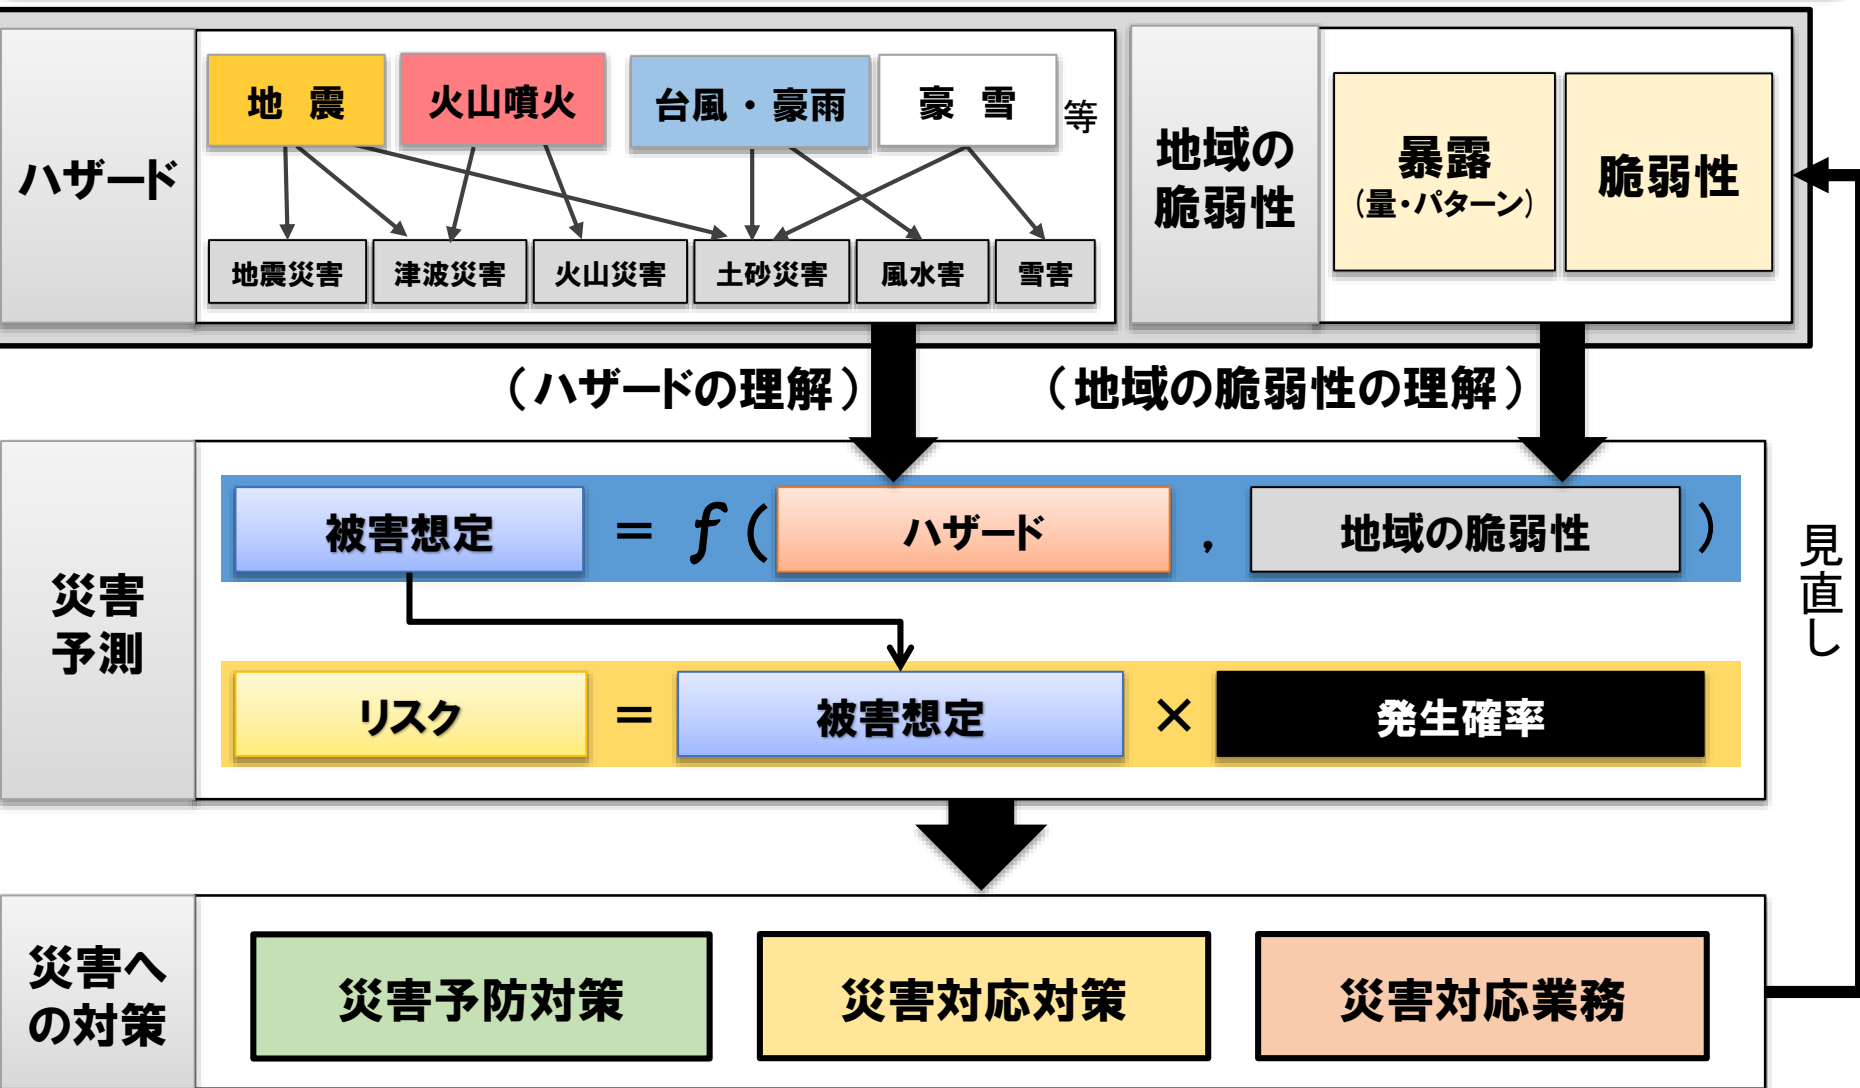 ハザード
地 震
火山噴火
台風・豪雨
豪 雪
等
地震災害
津波災害
火山災害
土砂災害
風水害
雪害
地域の
脆弱性
暴露
(量・パターン)
脆弱性
(ハザードの理解)
(地域の脆弱性の理解)
災害
予測
被害想定 = f ( ハザード , 地域の脆弱性 )
リスク = 被害想定 × 発生確率
見直し
災害へ
の対策
災害予防対策
災害対応対策
災害対応業務